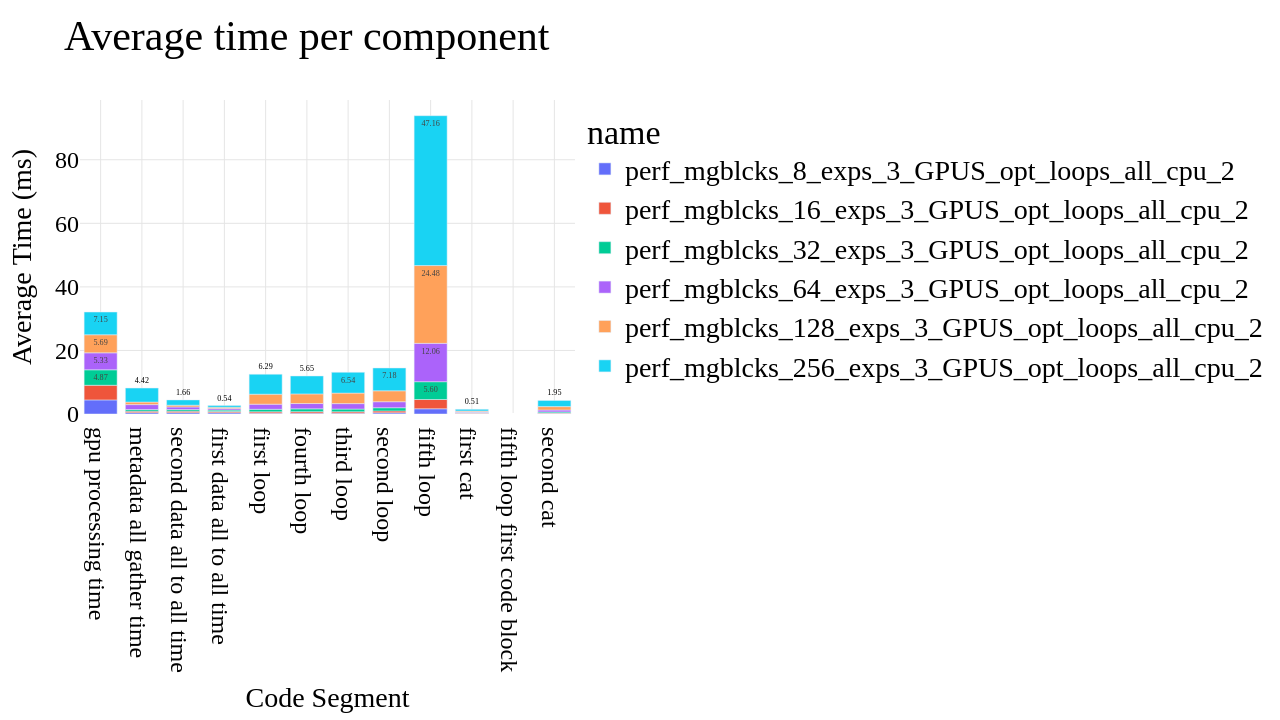 Average time per component
Average Time (ms)
80
60
40
20
0
7.15
5.69
5.33
4.87
4.42
1.66
0.54
6.29
5.65
6.54
7.18
47.16
24.48
12.06
5.60
0.51
1.95
gpu processing time
metadata all gather time
second data all to all time
first data all to all time
first loop
fourth loop
third loop
second loop
fifth loop
first cat
fifth loop first code block
second cat
Code Segment
name
perf_mgblcks_8_exps_3_GPUS_opt_loops_all_cpu_2
perf_mgblcks_16_exps_3_GPUS_opt_loops_all_cpu_2
perf_mgblcks_32_exps_3_GPUS_opt_loops_all_cpu_2
perf_mgblcks_64_exps_3_GPUS_opt_loops_all_cpu_2
perf_mgblcks_128_exps_3_GPUS_opt_loops_all_cpu_2
perf_mgblcks_256_exps_3_GPUS_opt_loops_all_cpu_2